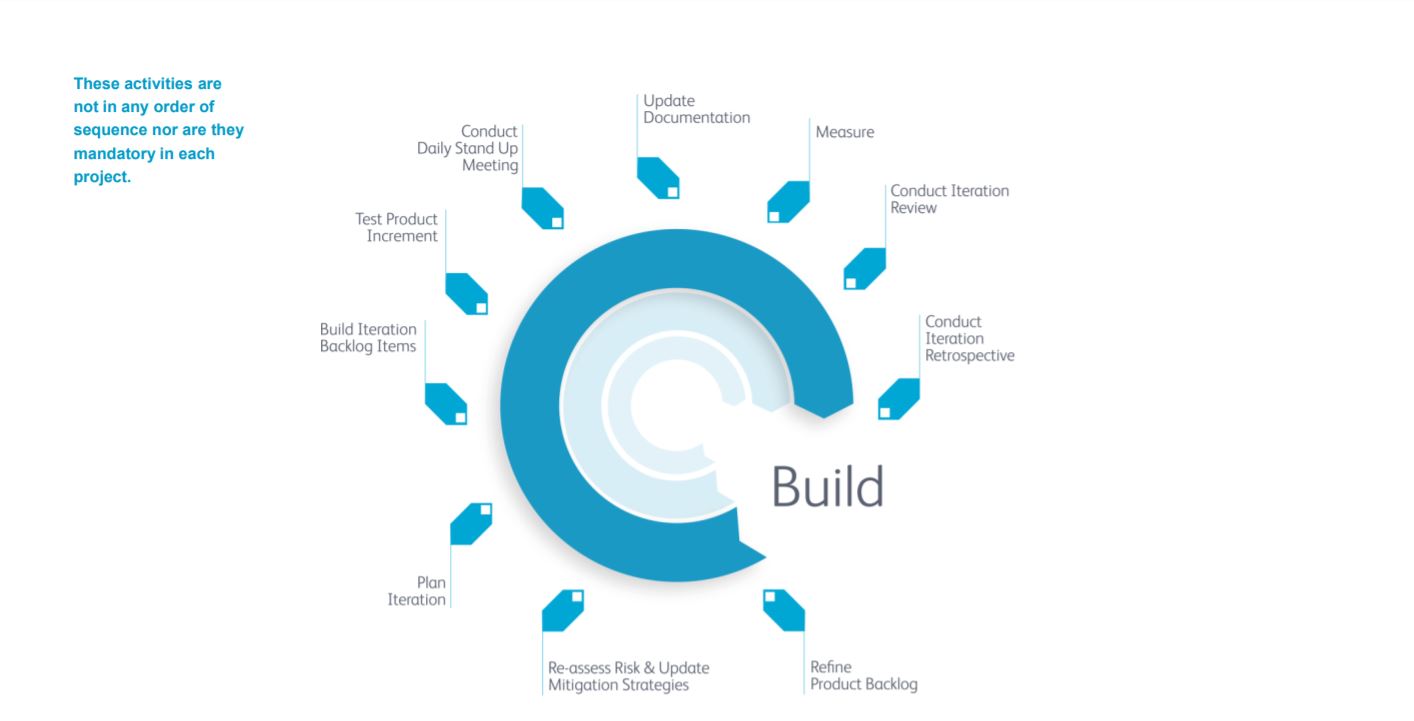 These activities are
not in any order of
sequence nor are they
mandatory in each
project.
Update
Documentation
Conduct
Daily Stand Up
Meeting
Measure
Conduct Iteration
Review
Test Product
Increment
Conduct
Iteration
Retrospective
Build Iteration
Backlog Items
Build
Plan
Iteration
Re-assess Risk & Update
Mitigation Strategies
Refine
Product Backlog